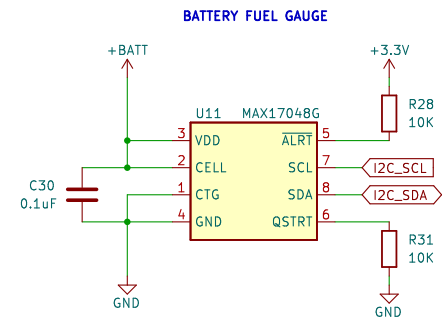 BATTERY FUEL GAUGE
+BATT
+3.3V
U11 MAX17048G
R28
10K
3 VDD ALRT 5
2 CELL SCL 7 I2C_SCL
1 CTG SDA 8 I2C_SDA
4 GND QSTRT 6
C30
0.1uF
R31
10K
GND
GND